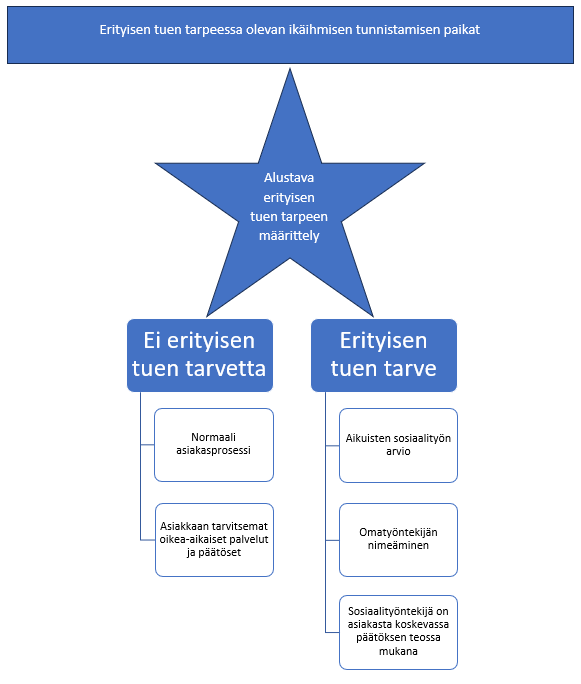 Erityisen tuen tarpeessa olevan ikäihmisen tunnistamisen paikat
Alustava
erityisen
tuen tarpeen
määrittely
Ei erityisen
tuen tarvetta
Normaali
asiakasprosessi
Asiakkaan tarvitsemat
oikea-aikaiset palvelut
ja päätöset
Erityisen
tuen tarve
Aikuisten sosiaalityön
arvio
Omatyöntekijän
nimeäminen
Sosiaalityöntekijä on
asiakasta koskevassa
päätöksen teossa
mukana